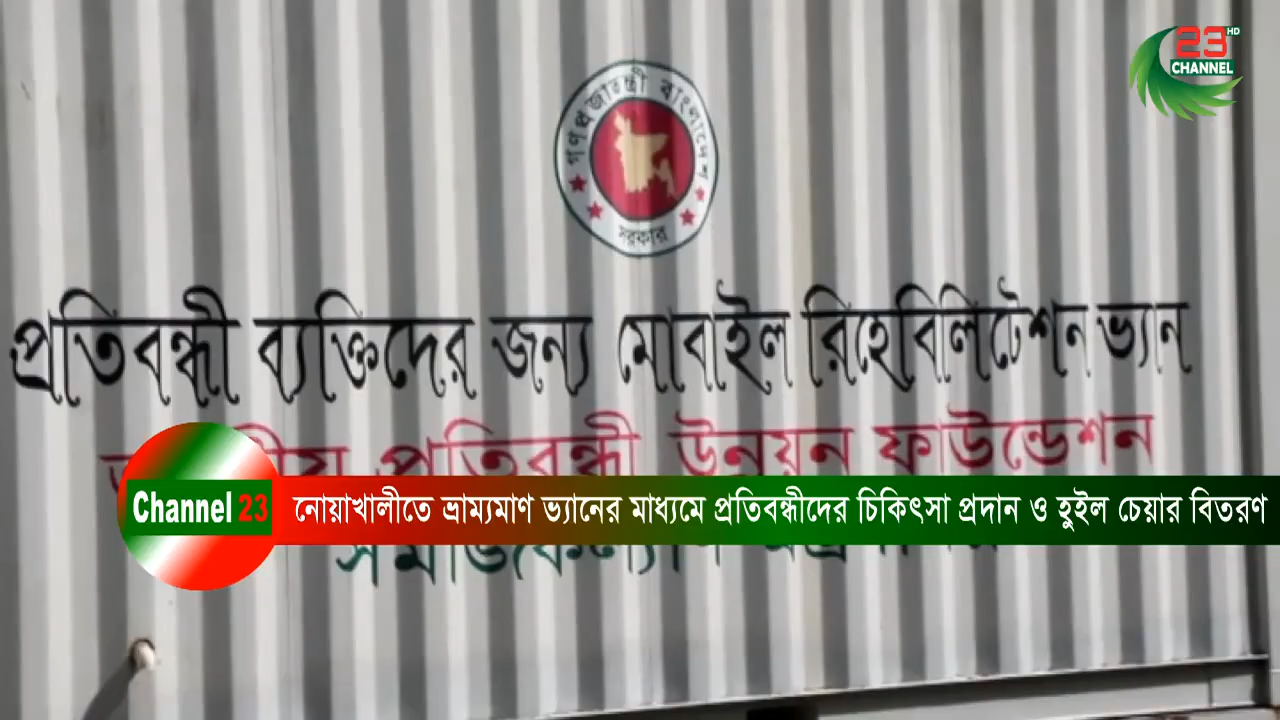 23 HD
CHANNEL
গণপ্রজাতন্ত্রী বাংলাদেশ
সরকার
প্রতিবন্ধী ব্যক্তিদের জন্য মোবাইল রিহেবিলিটেশন ভ্যান
প্রতিবন্ধী উন্নয়ন ফাউন্ডেশন
Channel 23
নোয়াখালীতে ভ্রাম্যমাণ ভ্যানের মাধ্যমে প্রতিবন্ধীদের চিকিৎসা প্রদান ও হুইল চেয়ার বিতরণ